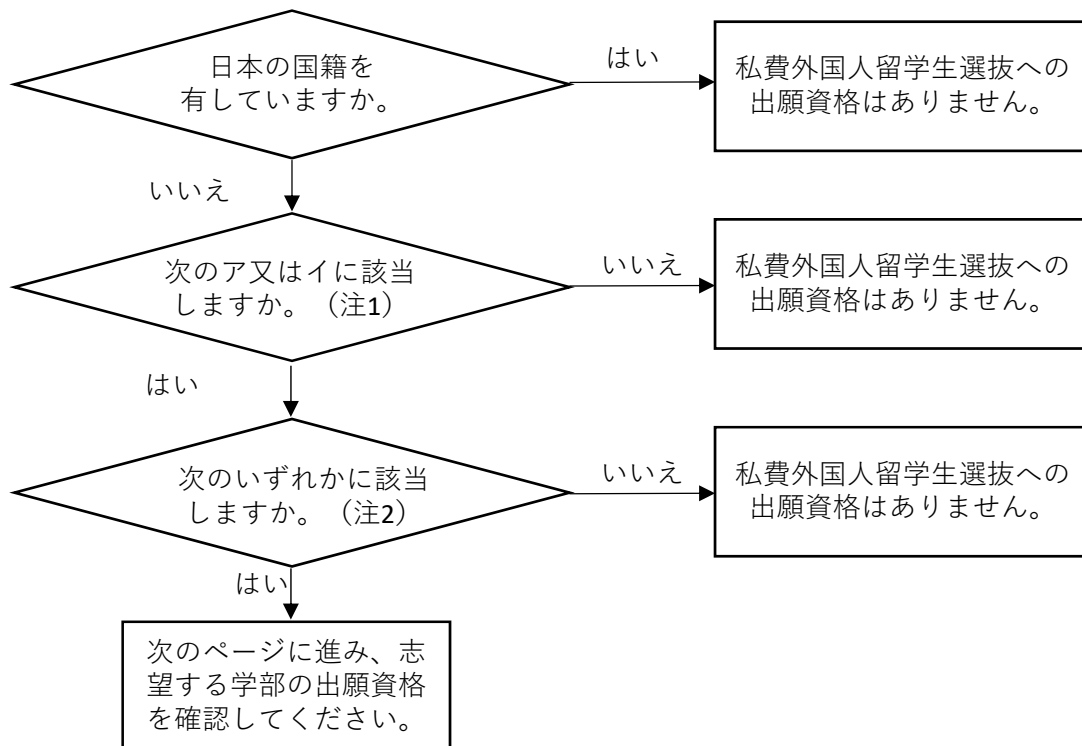 日本の国籍を
有していますか。
はい
私費外国人留学生選抜への
出願資格はありません。
いいえ
次のア又はイに該当
しますか。（注1）
いいえ
私費外国人留学生選抜への
出願資格はありません。
はい
次のいずれかに該当
しますか。（注2）
いいえ
私費外国人留学生選抜への
出願資格はありません。
はい
次のページに進み、志
望する学部の出願資格
を確認してください。